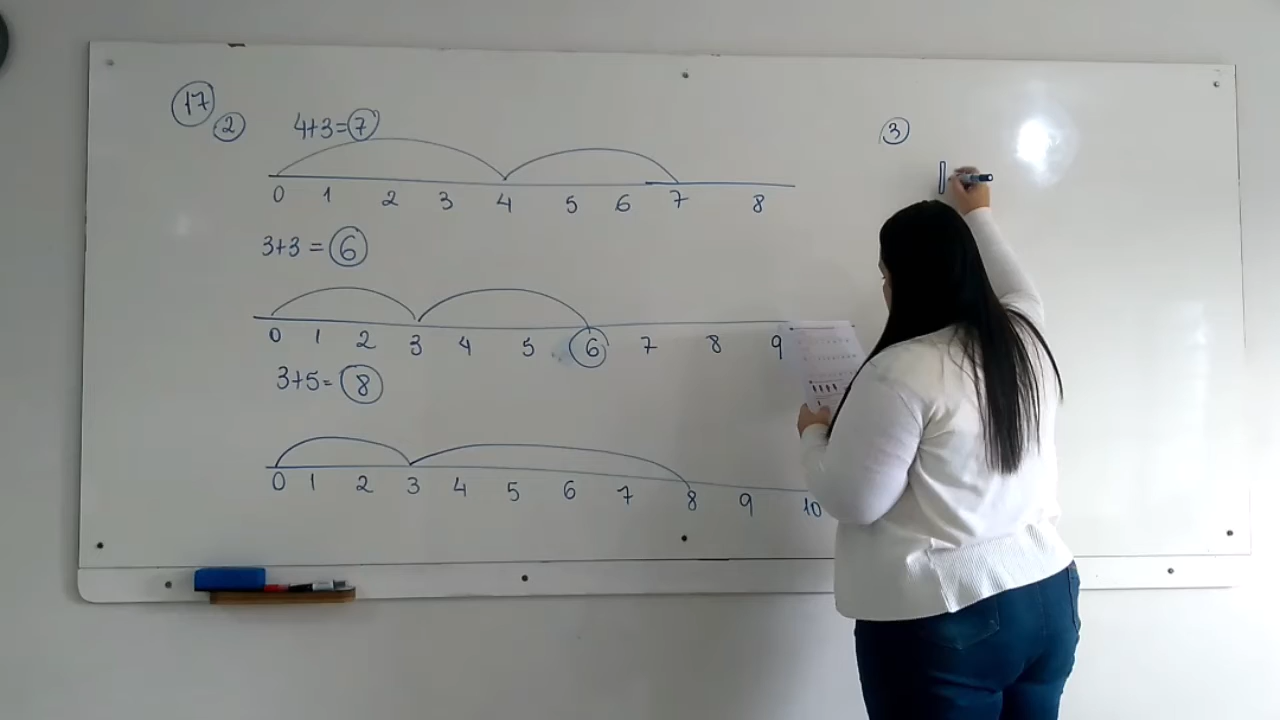 17
2
4+3=7
0 1 2 3 4 5 6 7 8
3+3=6
0 1 2 3 4 5 6 7 8 9
3+5=8
0 1 2 3 4 5 6 7 8 9 10
3